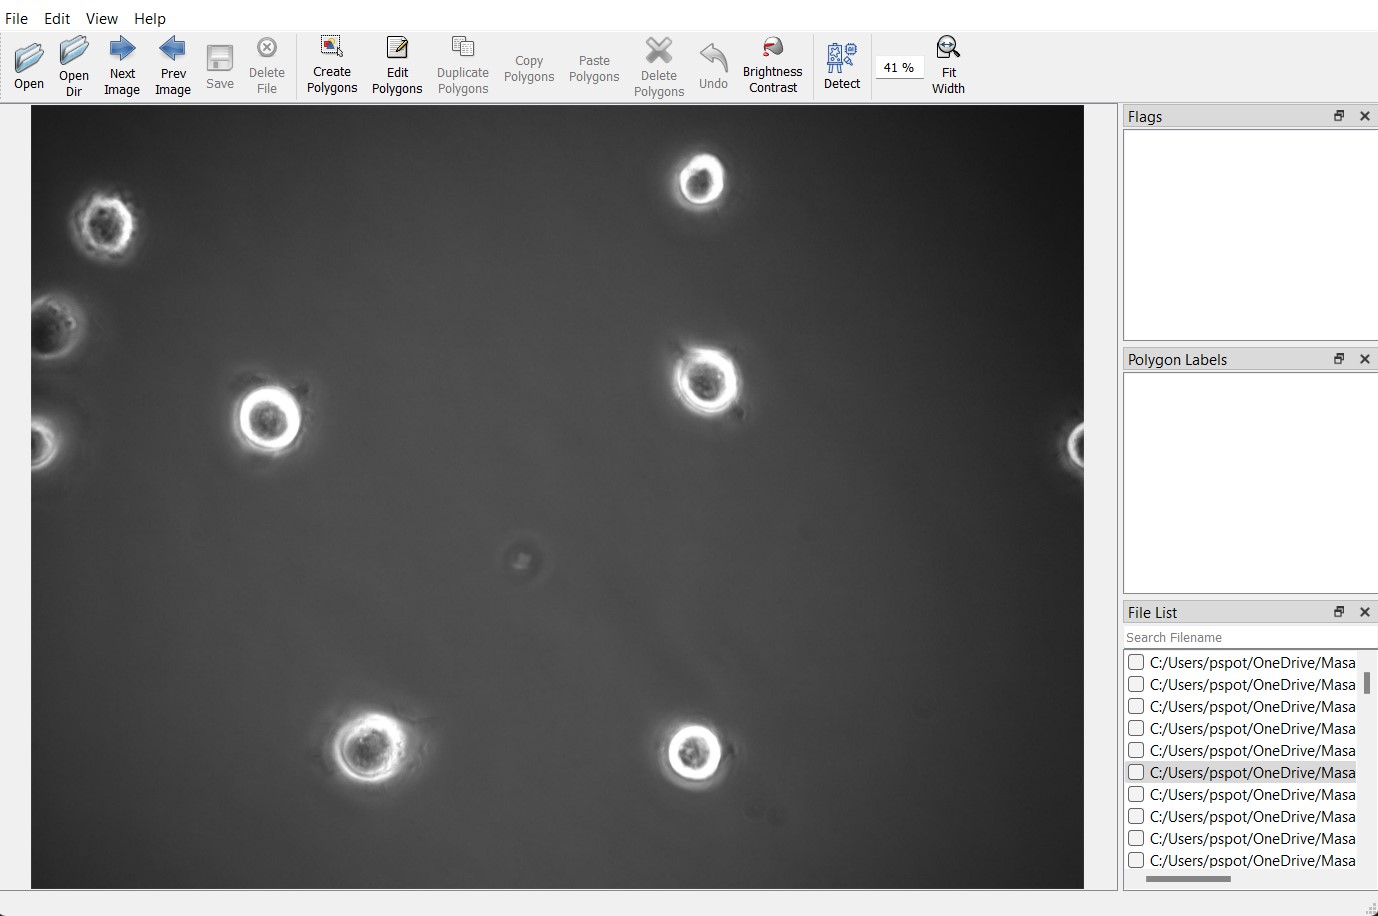 File Edit View Help
Open
Open Dir
Next Image
Prev Image
Save
Delete File
Create Polygons
Edit Polygons
Duplicate Polygons
Copy Polygons
Paste Polygons
Delete Polygons
Undo
Brightness Contrast
Detect
41 %
Fit Width
Flags
Polygon Labels
File List
Search Filename
C:/Users/pspot/OneDrive/Masa
C:/Users/pspot/OneDrive/Masa
C:/Users/pspot/OneDrive/Masa
C:/Users/pspot/OneDrive/Masa
C:/Users/pspot/OneDrive/Masa
C:/Users/pspot/OneDrive/Masa
C:/Users/pspot/OneDrive/Masa
C:/Users/pspot/OneDrive/Masa
C:/Users/pspot/OneDrive/Masa
C:/Users/pspot/OneDrive/Masa